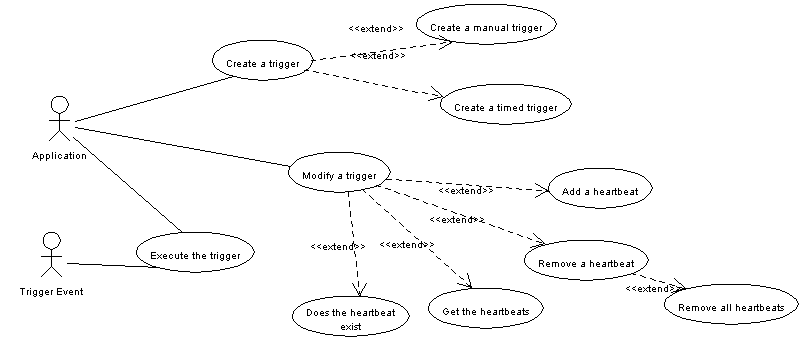 <<extend>>
Create a manual trigger
Create a trigger
<<extend>>
Create a timed trigger
Application
Modify a trigger
<<extend>>
Add a heartbeat
<<extend>>
Execute the trigger
<<extend>>
<<extend>>
Remove a heartbeat
Trigger Event
<<extend>>
Does the heartbeat
exist
Get the heartbeats
Remove all heartbeats